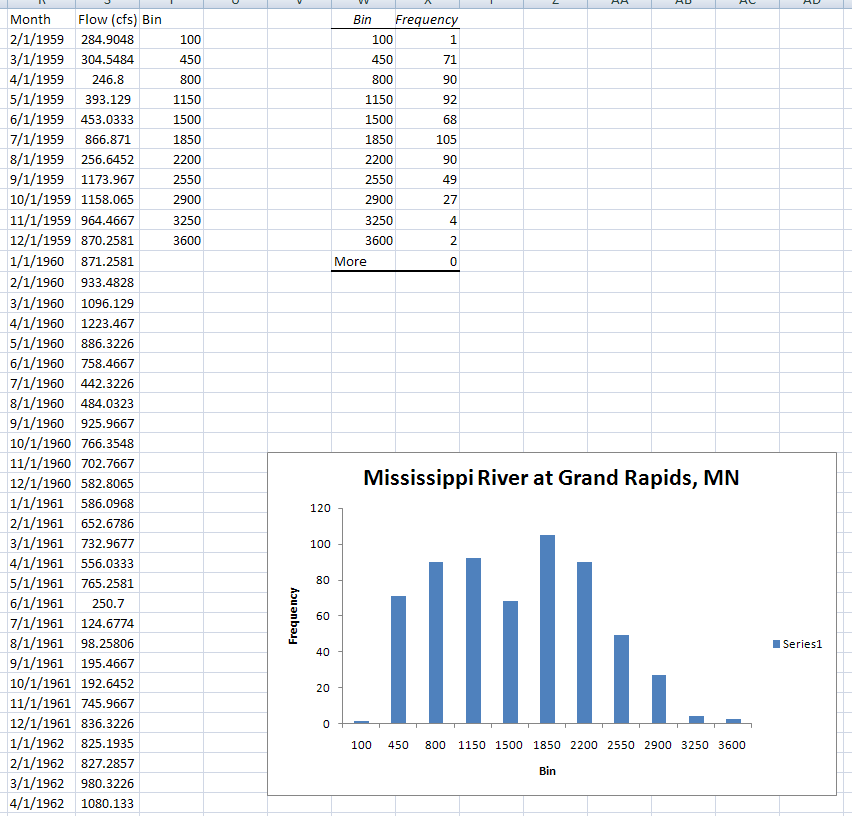 R S T U V W X Y Z AA AB AC AD
Month Flow (cfs) Bin Bin Frequency
2/1/1959 284.9048 100 100 1
3/1/1959 304.5484 450 450 71
4/1/1959 246.8 800 800 90
5/1/1959 393.129 1150 1150 92
6/1/1959 453.0333 1500 1500 68
7/1/1959 866.871 1850 1850 105
8/1/1959 256.6452 2200 2200 90
9/1/1959 1173.967 2550 2550 49
10/1/1959 1158.065 2900 2900 27
11/1/1959 964.4667 3250 3250 4
12/1/1959 870.2581 3600 3600 2
1/1/1960 871.2581 More 0
2/1/1960 933.4828
3/1/1960 1096.129
4/1/1960 1223.467
5/1/1960 886.3226
6/1/1960 758.4667
7/1/1960 442.3226
8/1/1960 484.0323
9/1/1960 925.9667
10/1/1960 766.3548
11/1/1960 702.7667
12/1/1960 582.8065
1/1/1961 586.0968
2/1/1961 652.6786
3/1/1961 732.9677
4/1/1961 556.0333
5/1/1961 765.2581
6/1/1961 250.7
7/1/1961 124.6774
8/1/1961 98.25806
9/1/1961 195.4667
10/1/1961 192.6452
11/1/1961 745.9667
12/1/1961 836.3226
1/1/1962 825.1935
2/1/1962 827.2857
3/1/1962 980.3226
4/1/1962 1080.133
Mississippi River at Grand Rapids, MN
120
100
80
60
40
20
0
Frequency
100 450 800 1150 1500 1850 2200 2550 2900 3250 3600
Bin
Series1